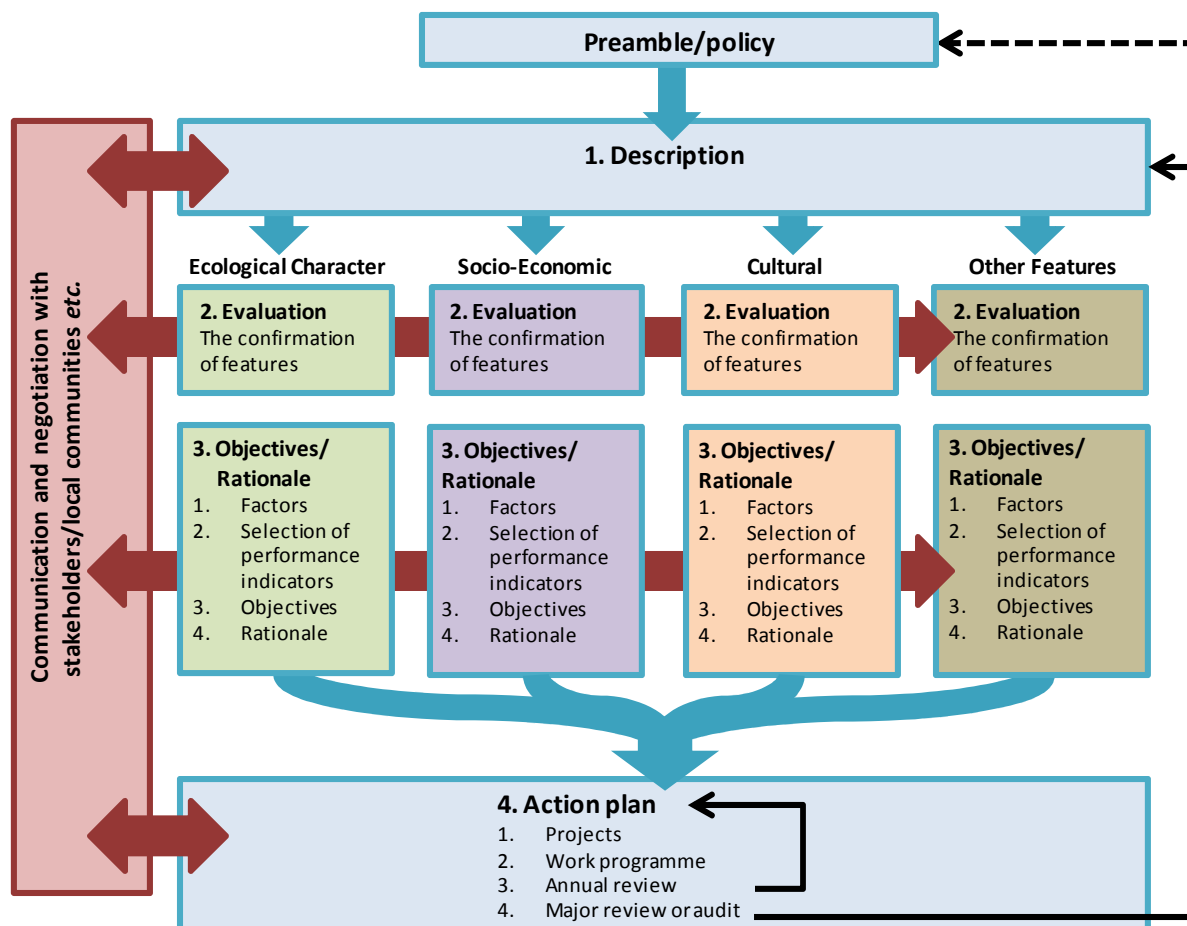 Preamble/policy
1. Description
Communication and negotiation with
stakeholders/local communities etc.
Ecological Character
Socio-Economic
Cultural
Other Features
2. Evaluation
The confirmation
of features
2. Evaluation
The confirmation
of features
2. Evaluation
The confirmation
of features
2. Evaluation
The confirmation
of features
3. Objectives/
Rationale
1. Factors
2. Selection of
performance
indicators
3. Objectives
4. Rationale
3. Objectives/
Rationale
1. Factors
2. Selection of
performance
indicators
3. Objectives
4. Rationale
3. Objectives/
Rationale
1. Factors
2. Selection of
performance
indicators
3. Objectives
4. Rationale
3. Objectives/
Rationale
1. Factors
2. Selection of
performance
indicators
3. Objectives
4. Rationale
4. Action plan
1. Projects
2. Work programme
3. Annual review
4. Major review or audit